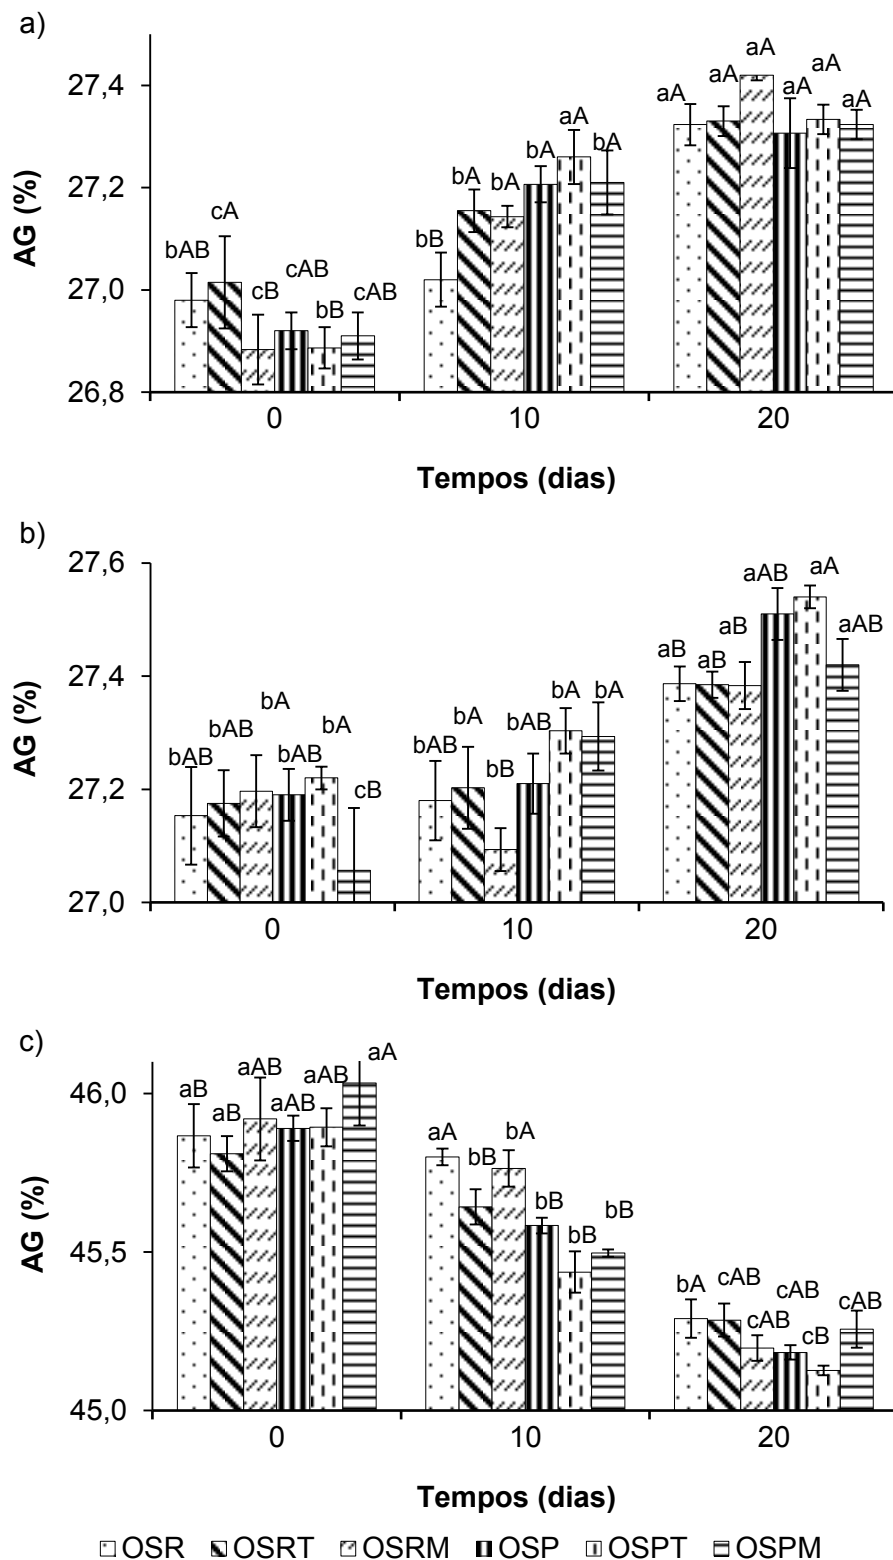 a)
AG (%)
27,4
27,2
27,0
26,8
bAB cA cB cAB bB cAB
bB bA bA bA aA bA
aA aA aA aA aA aA
0 10 20
Tempos (dias)
b)
AG (%)
27,6
27,4
27,2
27,0
bAB bAB bA bAB bA cB
bAB bA bB bAB bA bA
aB aB aB aAB aA aAB
0 10 20
Tempos (dias)
c)
AG (%)
46,0
45,5
45,0
aB aB aAB aAB aAB aA
aA bB bA bB bB bB
bA cAB cAB cAB cB cAB
0 10 20
Tempos (dias)
OSR OSRT OSRM OSP OSPT OSPM